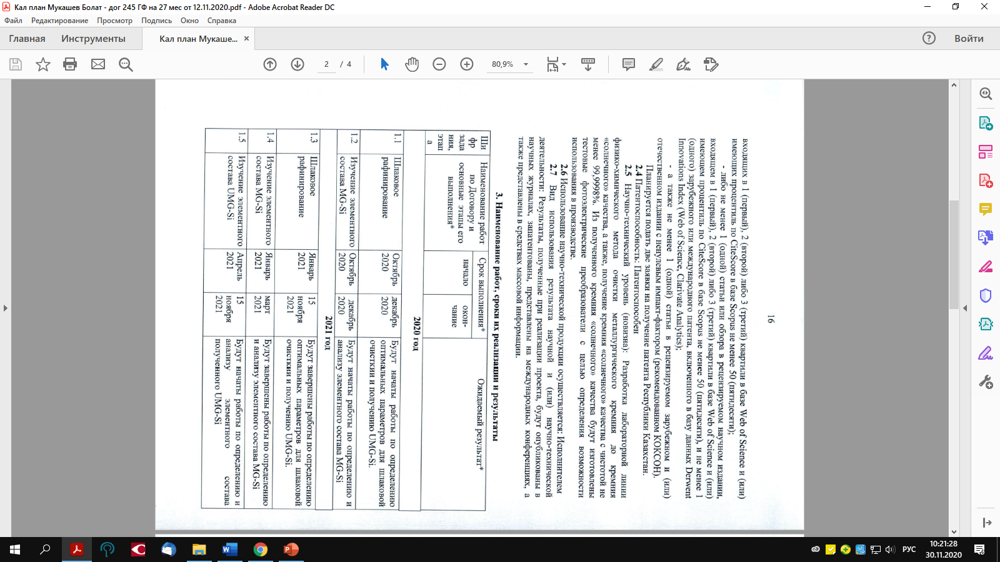 Кал план Мукашев Болат - дог 245 ГФ на 27 мес от 12.11.2020.pdf - Adobe Acrobat Reader DC
Файл Редактирование Просмотр Подпись Окно Справка
Главная Инструменты Кал план Мукаше... × Войти
2 / 4 80,9%
16
входящих в 1 (первый), 2 (второй) либо 3 (третий) квартили в базе Web of Science и (или)
имеющих процентиль по CiteScore в базе Scopus не менее 50 (пятидесяти);
- либо не менее 1 (одной) статьи или обзора в рецензируемом научном издании,
входящем в 1 (первый), 2 (второй) либо 3 (третий) квартили в базе Web of Science и (или)
имеющем процентиль по CiteScore в базе Scopus не менее 50 (пятидесяти), и не менее 1
(одного) зарубежного или международного патента, включенного в базу данных Derwent
Innovations Index (Web of Science, Clarivate Analytics);
- а также не менее 1 (одной) статьи в рецензируемом зарубежном и (или)
отечественном издании с ненулевым импакт-фактором (рекомендованном КОКСОН).
Планируется подать две заявки на получение патента Республики Казахстан.
2.4 Патентоспособность: Патентоспособен
2.5 Научно-технический уровень (новизна): Разработка лабораторной линии
физико-химического метода очистки металлургического кремния до кремния
«солнечного» качества, а также, получение кремния «солнечного» качества с чистотой не
менее 99,9998%. Из полученного кремния «солнечного» качества будут изготовлены
тестовые фотоэлектрические преобразователи с целью определения возможности
использования в производстве.
2.6 Использование научно-технической продукции осуществляется: Исполнителем
2.7 Вид использования результата научной и (или) научно-технической
деятельности: Результаты, полученные при реализации проекта, будут опубликованы в
научных журналах, запатентованы, представлены на международных конференциях, а
также представлены в средствах массовой информации.
3. Наименование работ, сроки их реализации и результаты
Ши
фр
зада
ния,
этап
а
Наименование работ
по Договору и
основные этапы его
выполнения*
Срок выполнения*
начало
окон-
чание
Ожидаемый результат*
2020 год
1.1
Шлаковое
рафинирование
Октябрь
2020
декабрь
2020
Будут начаты работы по определению
оптимальных параметров для шлаковой
очистки и получению UMG-Si.
1.2
Изучение элементного
состава MG-Si
Октябрь
2020
декабрь
2020
Будут начаты работы по определению и
анализу элементного состава MG-Si
2021 год
1.3
Шлаковое
рафинирование
Январь
2021
15
ноября
2021
Будут завершены работы по определению
оптимальных параметров для шлаковой
очистки и получению UMG-Si.
1.4
Изучение элементного
состава MG-Si
Январь
2021
март
2021
Будут завершены работы по определению
и анализу элементного состава MG-Si
1.5
Изучение элементного
состава UMG-Si
Апрель
2021
15
ноября
2021
Будут начаты работы по определению и
анализу элементного состава
полученного UMG-Si
РУС
10:21:28
30.11.2020